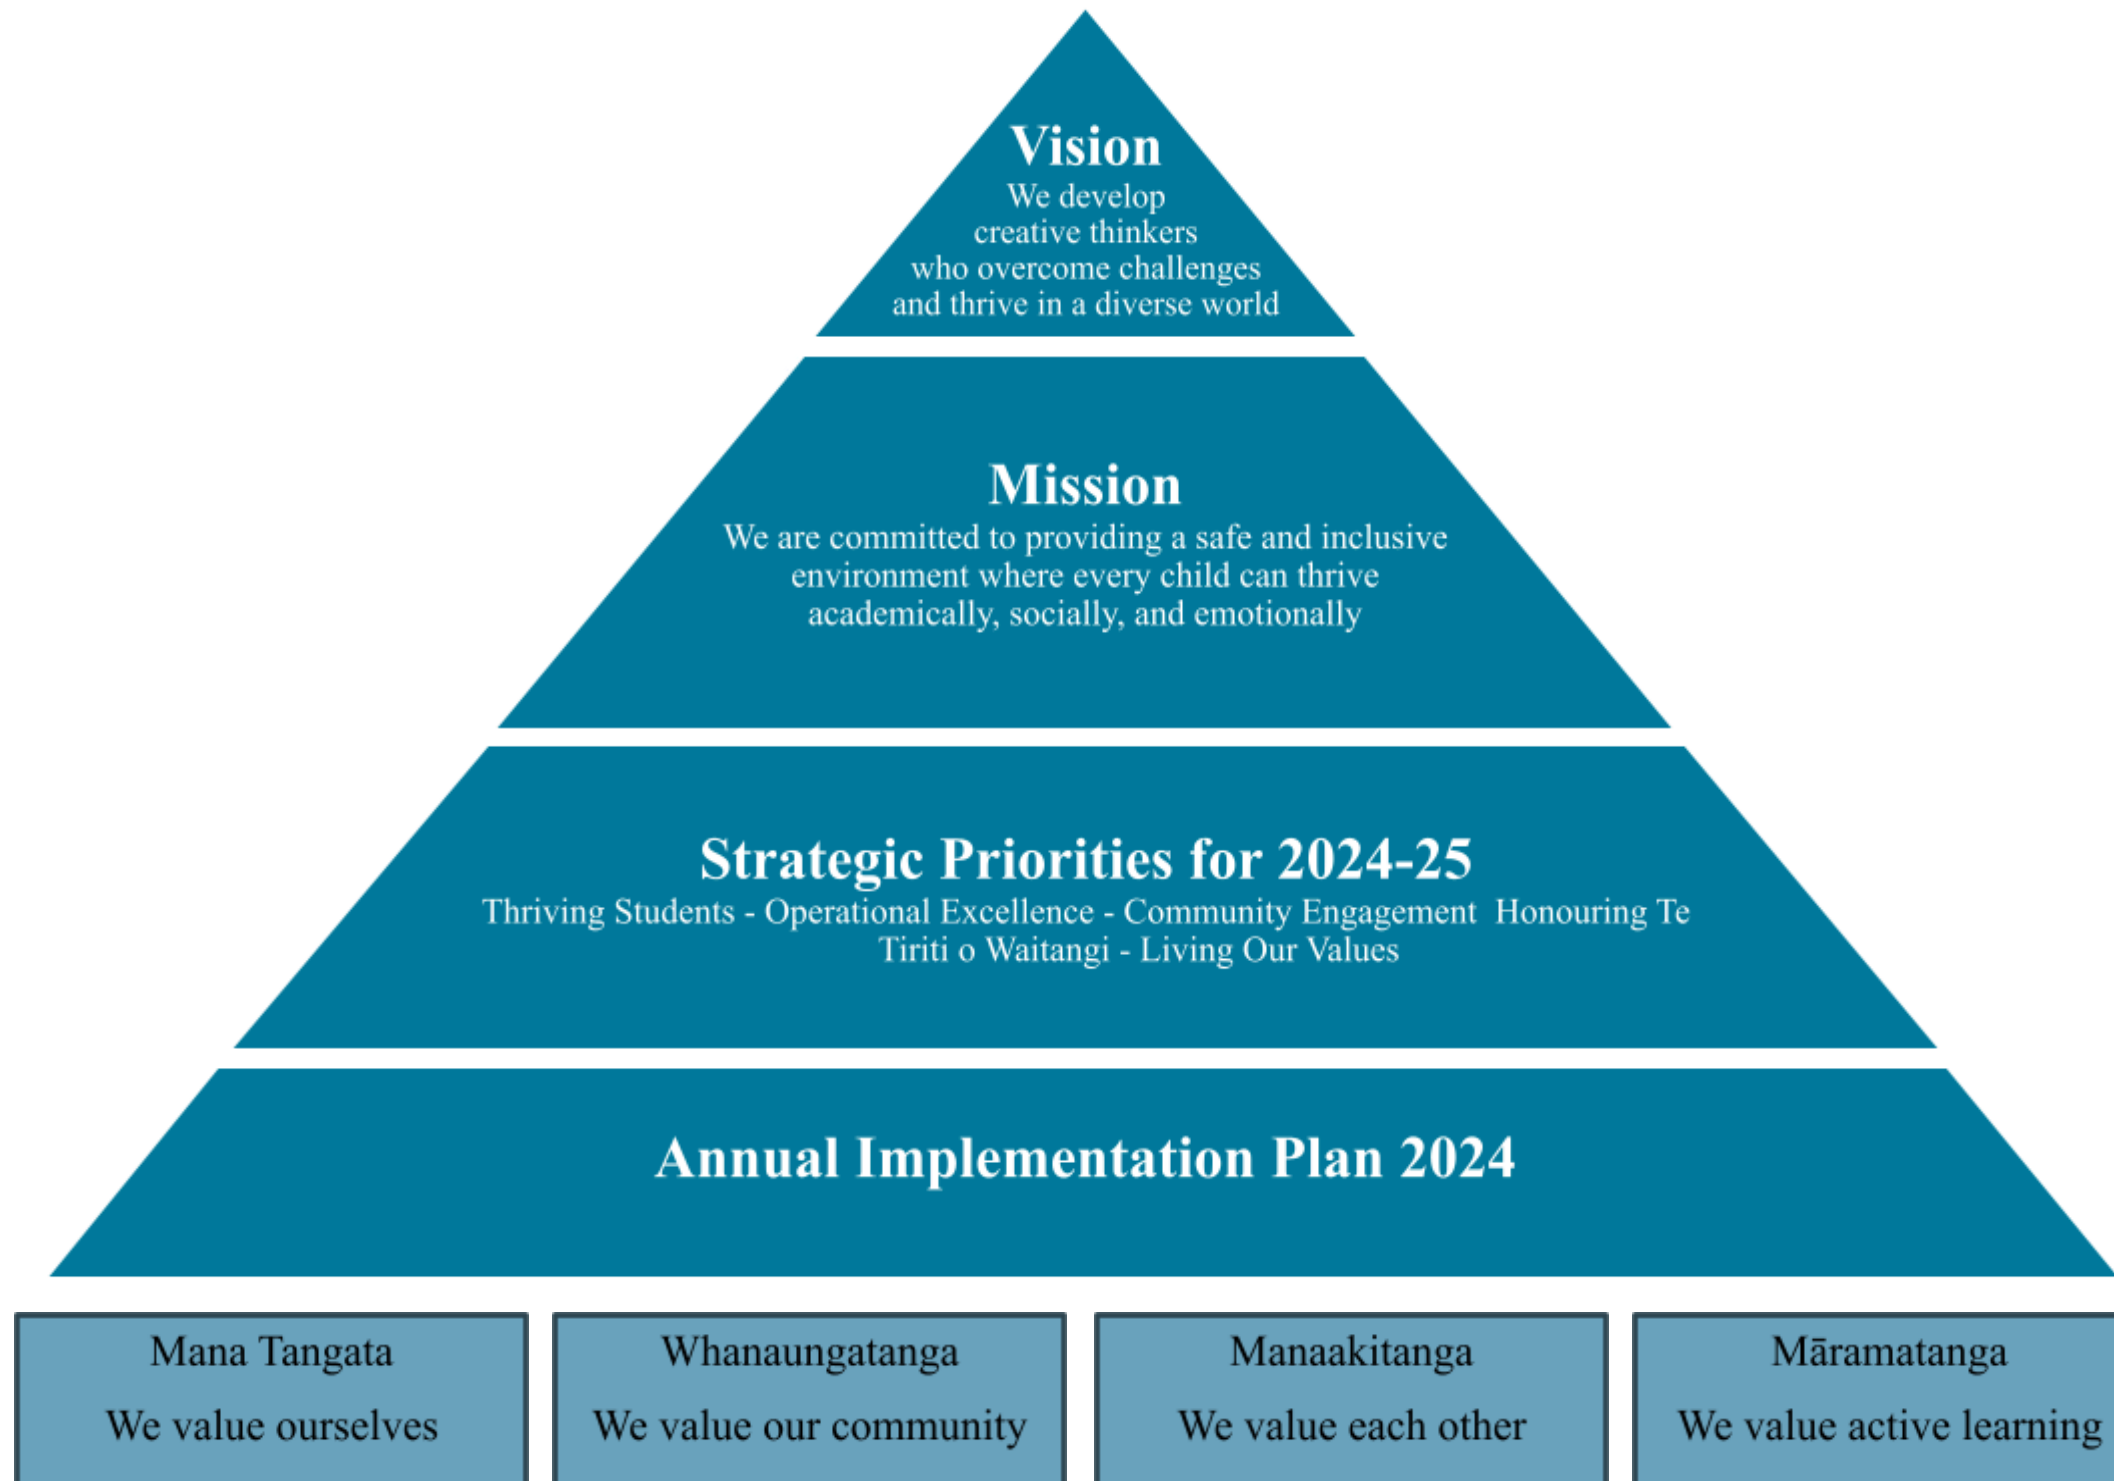 Vision
We develop
creative thinkers
who overcome challenges
and thrive in a diverse world
Mission
We are committed to providing a safe and inclusive
environment where every child can thrive
academically, socially, and emotionally
Strategic Priorities for 2024-25
Thriving Students - Operational Excellence - Community Engagement  Honouring Te
Tiriti o Waitangi - Living Our Values
Annual Implementation Plan 2024
Mana Tangata
We value ourselves
Whanaungatanga
We value our community
Manaakitanga
We value each other
Māramatanga
We value active learning